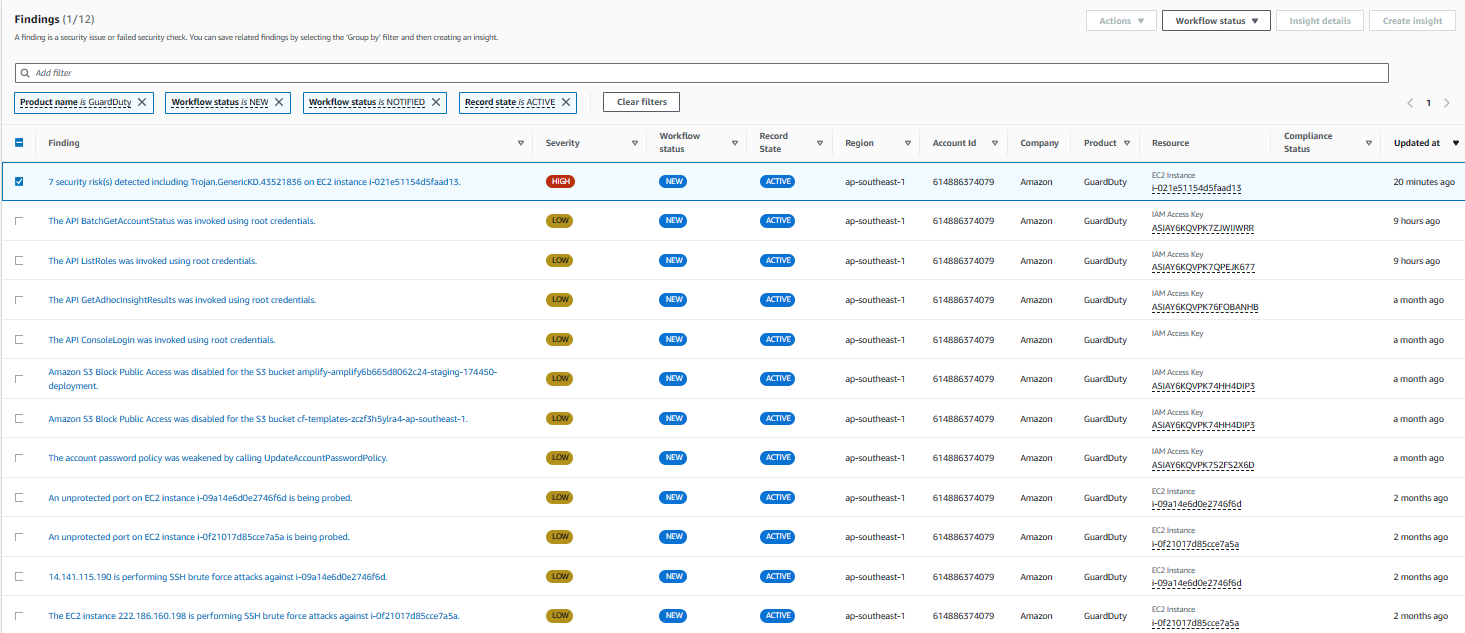 Findings (1/12)
Actions
Workflow status
Insight details
Create insight
A finding is a security issue or failed security check. You can save related findings by selecting the 'Group by' filter and then creating an insight.
Add filter
Product name is GuardDuty
Workflow status is NEW
Workflow status is NOTIFIED
Record state is ACTIVE
Clear filters
1
Finding Severity Workflow status Record State Region Account Id Company Product Resource Compliance Status Updated at
7 security risk(s) detected including Trojan.GenericKD.43521836 on EC2 instance i-021e51154d5faad13. HIGH NEW ACTIVE ap-southeast-1 614886374079 Amazon GuardDuty EC2 Instance i-021e51154d5faad13 20 minutes ago
The API BatchGetAccountStatus was invoked using root credentials. LOW NEW ACTIVE ap-southeast-1 614886374079 Amazon GuardDuty IAM Access Key ASIAY6KQVPK7ZJWIIWRR 9 hours ago
The API ListRoles was invoked using root credentials. LOW NEW ACTIVE ap-southeast-1 614886374079 Amazon GuardDuty IAM Access Key ASIAY6KQVPK7QPEJK677 9 hours ago
The API GetAdhocInsightResults was invoked using root credentials. LOW NEW ACTIVE ap-southeast-1 614886374079 Amazon GuardDuty IAM Access Key ASIAY6KQVPK76FOBANHB a month ago
The API ConsoleLogin was invoked using root credentials. LOW NEW ACTIVE ap-southeast-1 614886374079 Amazon GuardDuty IAM Access Key a month ago
Amazon S3 Block Public Access was disabled for the S3 bucket amplify-amplify6b665d8062c24-staging-174450-
deployment. LOW NEW ACTIVE ap-southeast-1 614886374079 Amazon GuardDuty IAM Access Key ASIAY6KQVPK74HH4DIP3 a month ago
Amazon S3 Block Public Access was disabled for the S3 bucket cf-templates-zczf3h5ylra4-ap-southeast-1. LOW NEW ACTIVE ap-southeast-1 614886374079 Amazon GuardDuty IAM Access Key ASIAY6KQVPK74HH4DIP3 a month ago
The account password policy was weakened by calling UpdateAccountPasswordPolicy. LOW NEW ACTIVE ap-southeast-1 614886374079 Amazon GuardDuty IAM Access Key ASIAY6KQVPK7S2FS2X6D a month ago
An unprotected port on EC2 instance i-09a14e6d0e2746f6d is being probed. LOW NEW ACTIVE ap-southeast-1 614886374079 Amazon GuardDuty EC2 Instance i-09a14e6d0e2746f6d 2 months ago
An unprotected port on EC2 instance i-0f21017d85cce7a5a is being probed. LOW NEW ACTIVE ap-southeast-1 614886374079 Amazon GuardDuty EC2 Instance i-0f21017d85cce7a5a 2 months ago
14.141.115.190 is performing SSH brute force attacks against i-09a14e6d0e2746f6d. LOW NEW ACTIVE ap-southeast-1 614886374079 Amazon GuardDuty EC2 Instance i-09a14e6d0e2746f6d 2 months ago
The EC2 instance 222.186.160.198 is performing SSH brute force attacks against i-0f21017d85cce7a5a. LOW NEW ACTIVE ap-southeast-1 614886374079 Amazon GuardDuty EC2 Instance i-0f21017d85cce7a5a 2 months ago